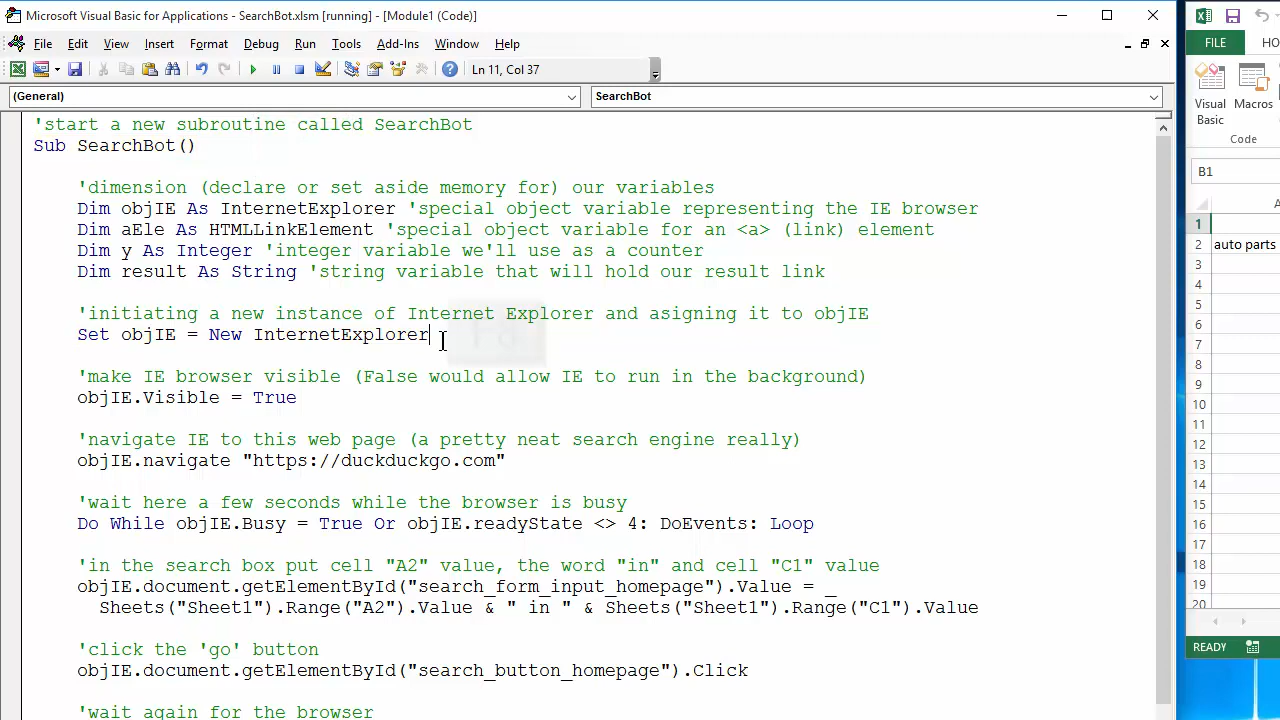 Microsoft Visual Basic for Applications - SearchBot.xlsm [running] - [Module1 (Code)]
File Edit View Insert Format Debug Run Tools Add-Ins Window Help
Ln 11, Col 37
(General) SearchBot
'start a new subroutine called SearchBot
Sub SearchBot()
'dimension (declare or set aside memory for) our variables
Dim objIE As InternetExplorer 'special object variable representing the IE browser
Dim aEle As HTMLLinkElement 'special object variable for an <a> (link) element
Dim y As Integer 'integer variable we'll use as a counter
Dim result As String 'string variable that will hold our result link
'initiating a new instance of Internet Explorer and asigning it to objIE
Set objIE = New InternetExplorer
'make IE browser visible (False would allow IE to run in the background)
objIE.Visible = True
'navigate IE to this web page (a pretty neat search engine really)
objIE.navigate "https://duckduckgo.com"
'wait here a few seconds while the browser is busy
Do While objIE.Busy = True Or objIE.readyState <> 4: DoEvents: Loop
'in the search box put cell "A2" value, the word "in" and cell "C1" value
objIE.document.getElementById("search_form_input_homepage").Value = _
Sheets("Sheet1").Range("A2").Value & " in " & Sheets("Sheet1").Range("C1").Value
'click the 'go' button
objIE.document.getElementById("search_button_homepage").Click
'wait again for the browser
FILE HO
Visual Basic
Macros
Code
B1
1
2 auto parts
3
4
5
6
7
8
9
10
11
12
13
14
15
16
17
18
19
20
READY